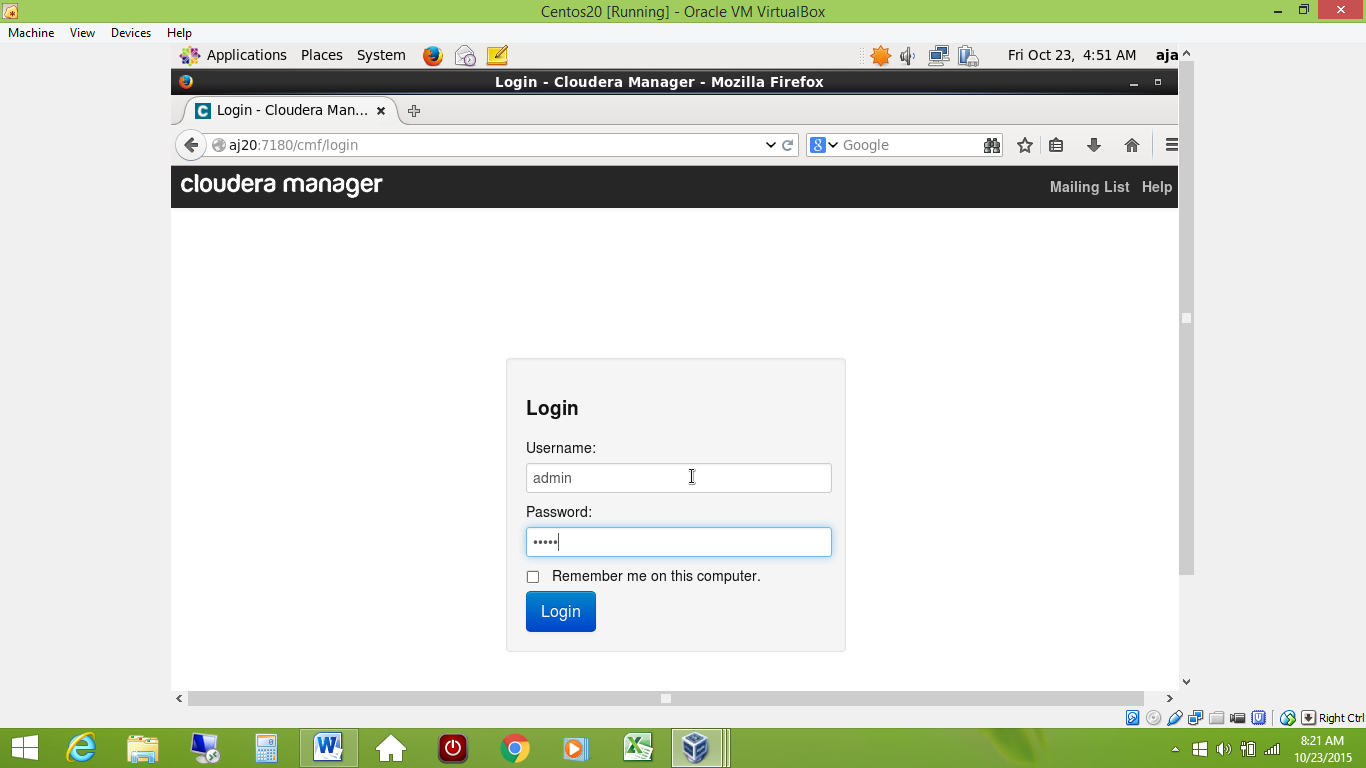 Centos20 [Running] - Oracle VM VirtualBox
Machine View Devices Help
Applications Places System Fri Oct 23, 4:51 AM aja
Login - Cloudera Manager - Mozilla Firefox
Login - Cloudera Man...
aj20:7180/cmf/login Google
cloudera manager Mailing List Help
Login
Username:
admin
Password:
•••••
Remember me on this computer.
Login
Right Ctrl
8:21 AM
10/23/2015